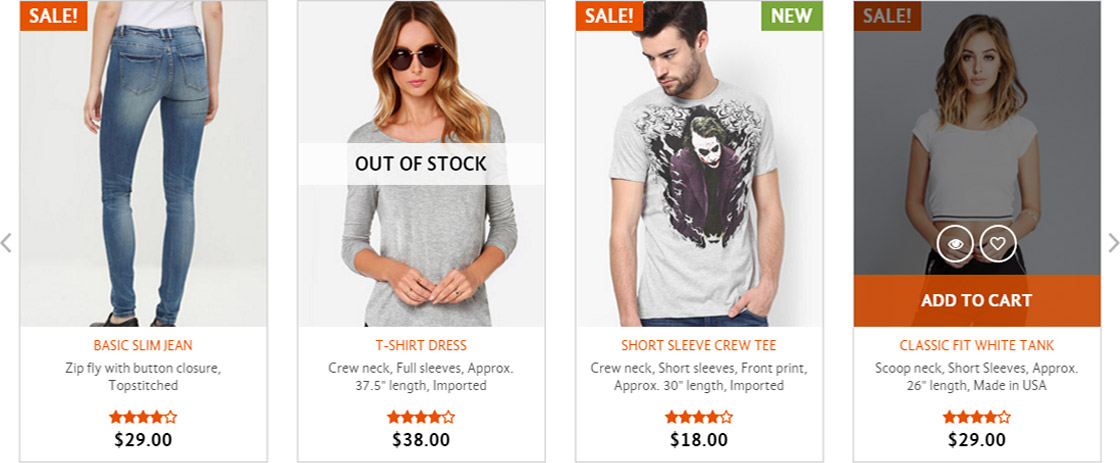 SALE!
BASIC SLIM JEAN
Zip fly with button closure,
Topstitched
$29.00
OUT OF STOCK
T-SHIRT DRESS
Crew neck, Full sleeves, Approx.
37.5" length, Imported
$38.00
SALE!
NEW
SHORT SLEEVE CREW TEE
Crew neck, Short sleeves, Front print,
Approx. 30" length, Imported
$18.00
SALE!
ADD TO CART
CLASSIC FIT WHITE TANK
Scoop neck, Short Sleeves, Approx.
26" length, Made in USA
$29.00